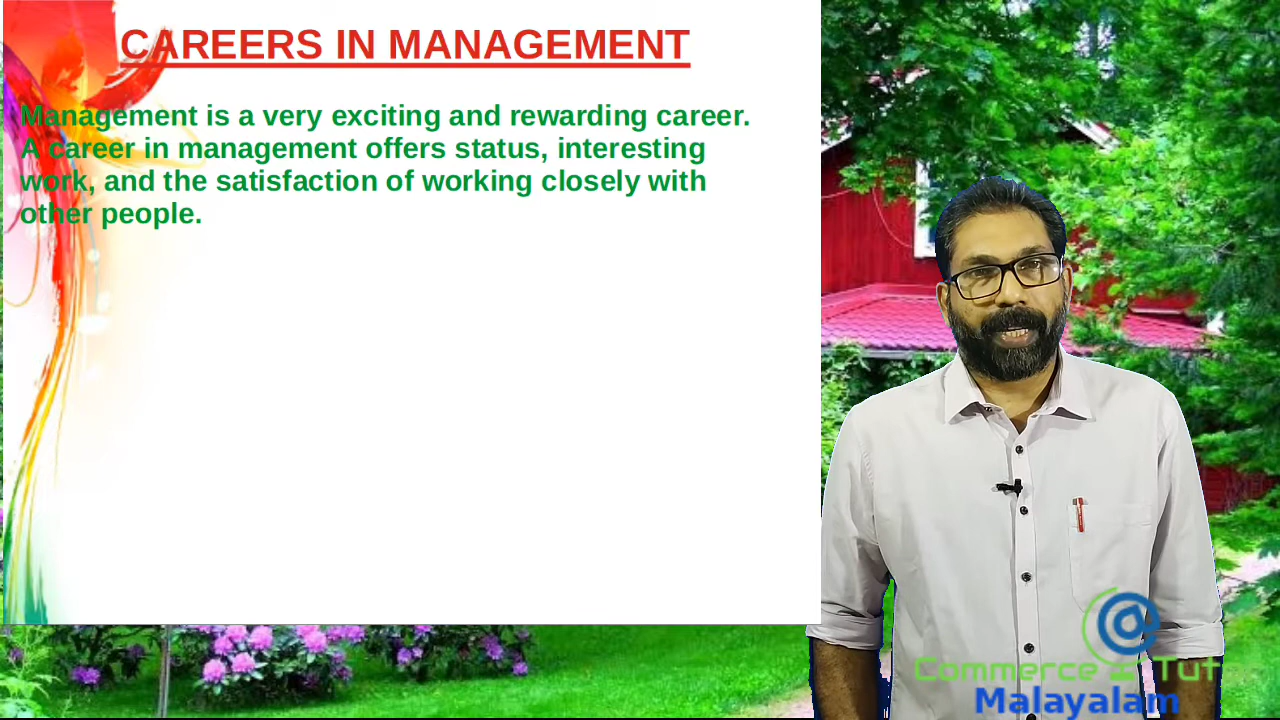 CAREERS IN MANAGEMENT
Management is a very exciting and rewarding career.
A career in management offers status, interesting
work, and the satisfaction of working closely with
other people.
Commerce @ Tut
Malayalam